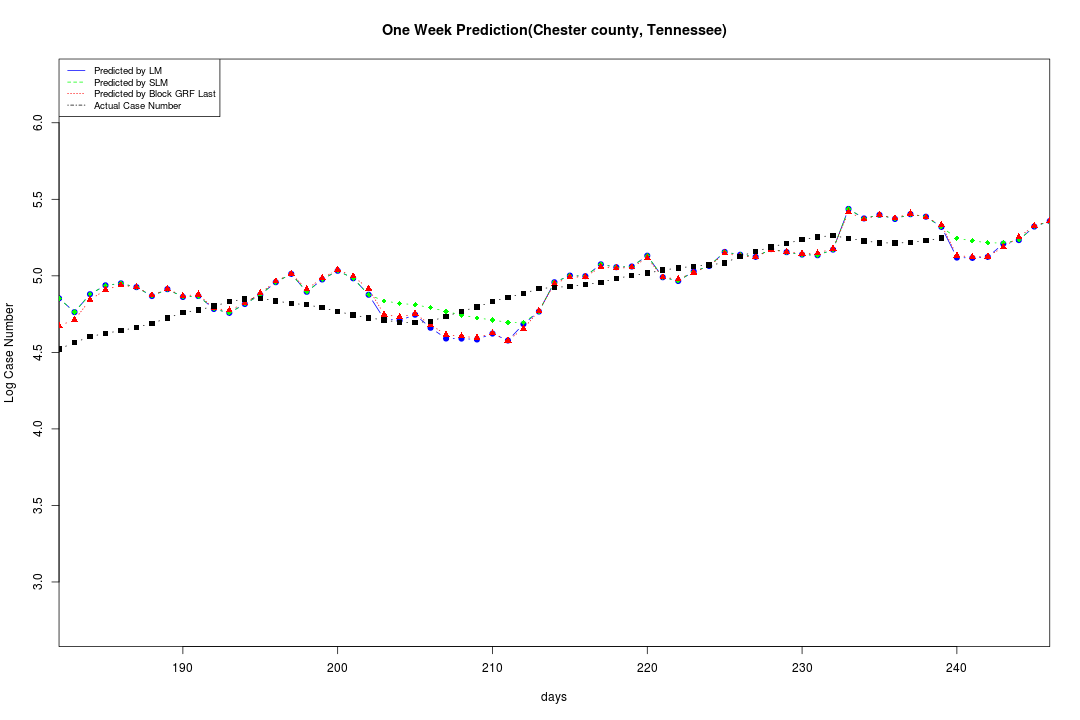 One Week Prediction(Chester county, Tennessee)
Predicted by LM
Predicted by SLM
Predicted by Block GRF Last
Actual Case Number
Log Case Number
6.0
5.5
5.0
4.5
4.0
3.5
3.0
190 200 210 220 230 240
days